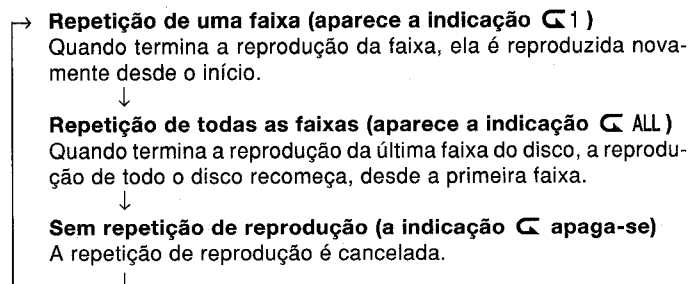 → Repetição de uma faixa (aparece a indicação ⮌1 )
Quando termina a reprodução da faixa, ela é reproduzida nova-
mente desde o início.
↓
Repetição de todas as faixas (aparece a indicação ⮌ ALL )
Quando termina a reprodução da última faixa do disco, a reprodu-
ção de todo o disco recomeça, desde a primeira faixa.
↓
Sem repetição de reprodução (a indicação ⮌ apaga-se)
A repetição de reprodução é cancelada.